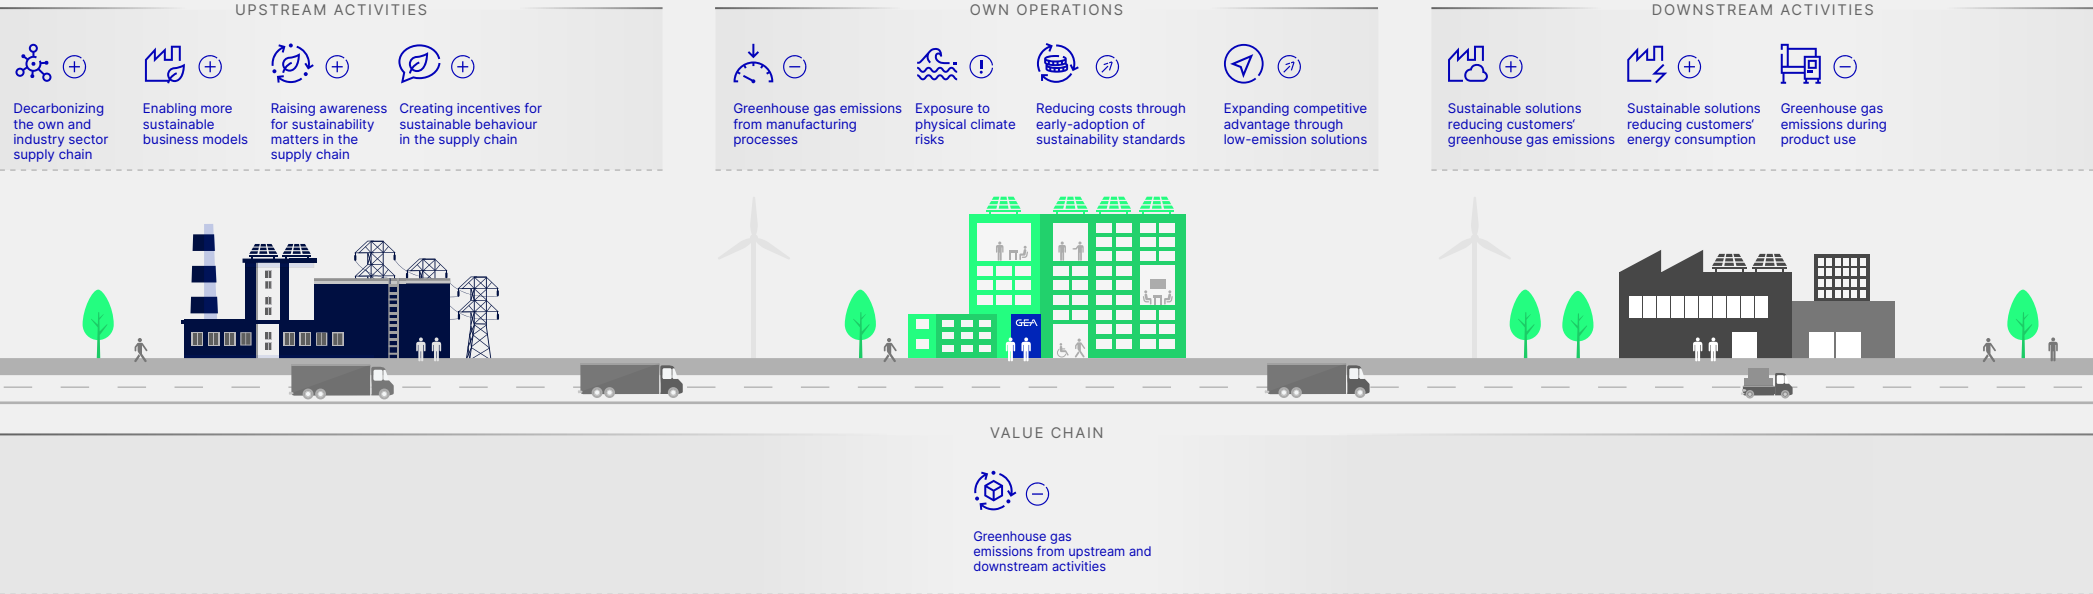 UPSTREAM ACTIVITIES
Decarbonizing
the own and
industry sector
supply chain
Enabling more
sustainable
business models
Raising awareness
for sustainability
matters in the
supply chain
Creating incentives for
sustainable behaviour
in the supply chain
OWN OPERATIONS
Greenhouse gas emissions
from manufacturing
processes
Exposure to
physical climate
risks
Reducing costs through
early-adoption of
sustainability standards
Expanding competitive
advantage through
low-emission solutions
DOWNSTREAM ACTIVITIES
Sustainable solutions
reducing customers’
greenhouse gas emissions
Sustainable solutions
reducing customers’
energy consumption
Greenhouse gas
emissions during
product use
GEA
VALUE CHAIN
Greenhouse gas
emissions from upstream and
downstream activities